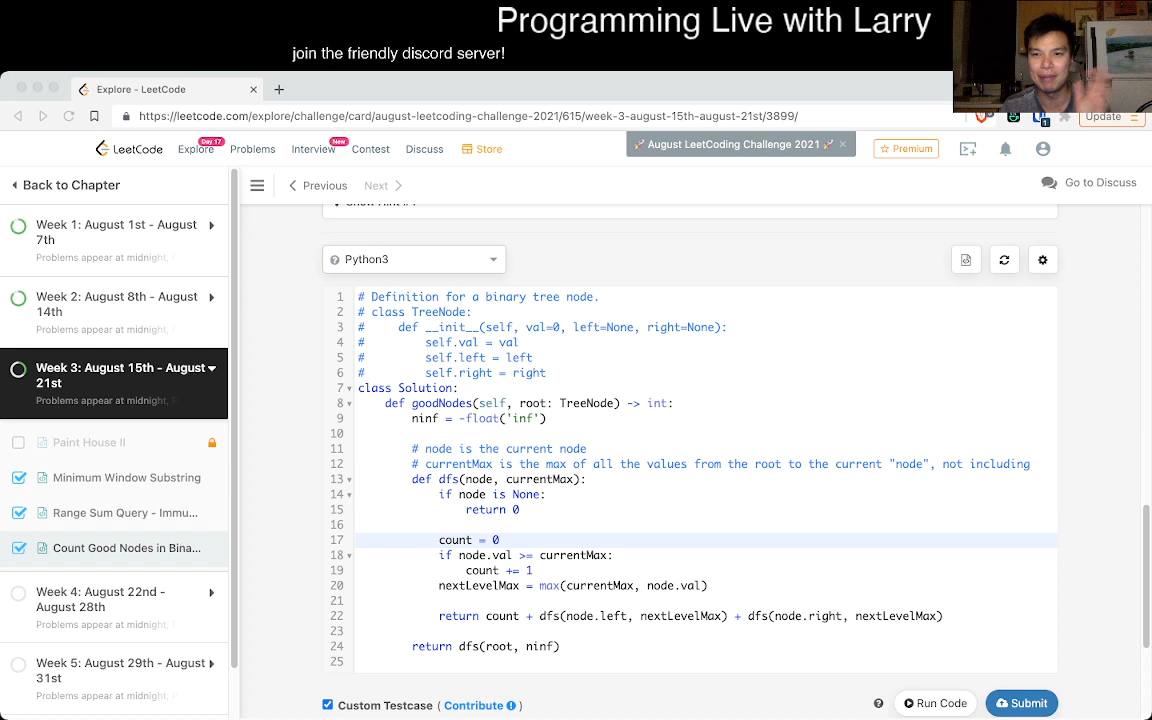 Programming Live with Larry
join the friendly discord server!
Explore - LeetCode
https://leetcode.com/explore/challenge/card/august-leetcoding-challenge-2021/615/week-3-august-15th-august-21st/3899/
1
Update
LeetCode
Explore
Day 17
Problems
Interview
New
Contest
Discuss
Store
🚀 August LeetCoding Challenge 2021 🚀
Premium
Back to Chapter
Previous
Next
Go to Discuss
Week 1: August 1st - August
7th
Problems appear at midnight,
Week 2: August 8th - August
14th
Problems appear at midnight,
Week 3: August 15th - August
21st
Problems appear at midnight,
Paint House II
Minimum Window Substring
Range Sum Query - Immu...
Count Good Nodes in Bina...
Week 4: August 22nd -
August 28th
Problems appear at midnight,
Week 5: August 29th - August
31st
Problems appear at midnight,
Python3
1 # Definition for a binary tree node.
2 # class TreeNode:
3 #     def __init__(self, val=0, left=None, right=None):
4 #         self.val = val
5 #         self.left = left
6 #         self.right = right
7 class Solution:
8     def goodNodes(self, root: TreeNode) -> int:
9         ninf = -float('inf')
10
11         # node is the current node
12         # currentMax is the max of all the values from the root to the current "node", not including
13         def dfs(node, currentMax):
14             if node is None:
15                 return 0
16
17             count = 0
18             if node.val >= currentMax:
19                 count += 1
20             nextLevelMax = max(currentMax, node.val)
21
22             return count + dfs(node.left, nextLevelMax) + dfs(node.right, nextLevelMax)
23
24         return dfs(root, ninf)
25
Custom Testcase ( Contribute )
Run Code
Submit